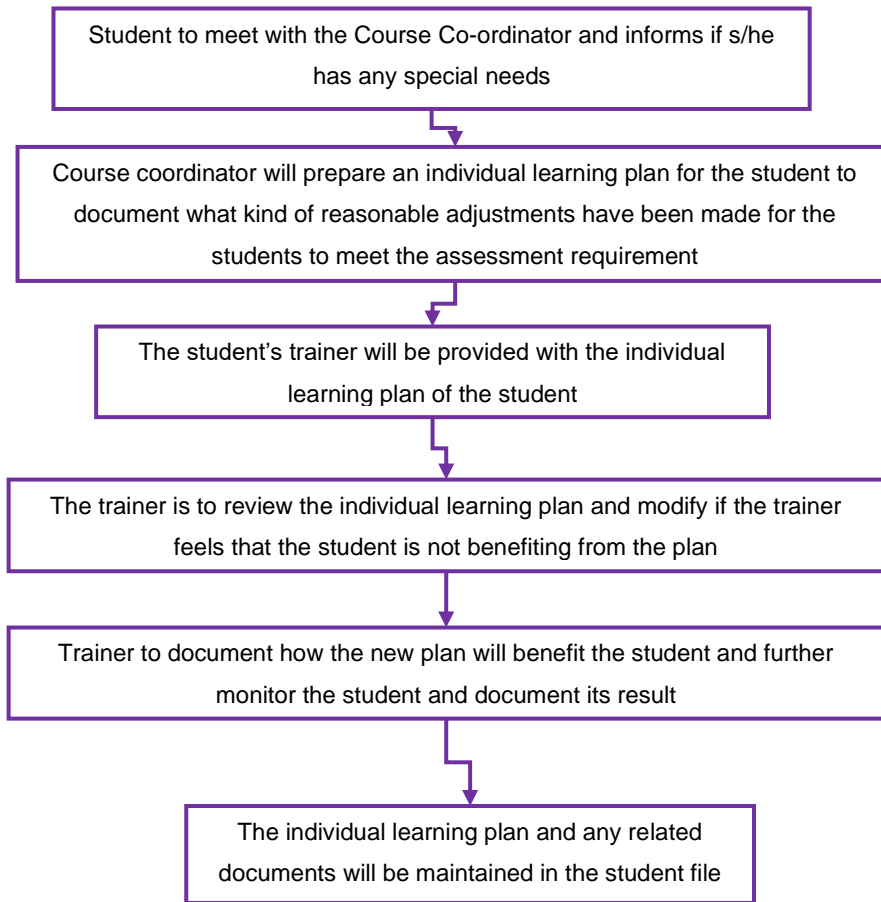 Student to meet with the Course Co-ordinator and informs if s/he
has any special needs
Course coordinator will prepare an individual learning plan for the student to
document what kind of reasonable adjustments have been made for the
students to meet the assessment requirement
The student’s trainer will be provided with the individual
learning plan of the student
The trainer is to review the individual learning plan and modify if the trainer
feels that the student is not benefiting from the plan
Trainer to document how the new plan will benefit the student and further
monitor the student and document its result
The individual learning plan and any related
documents will be maintained in the student file